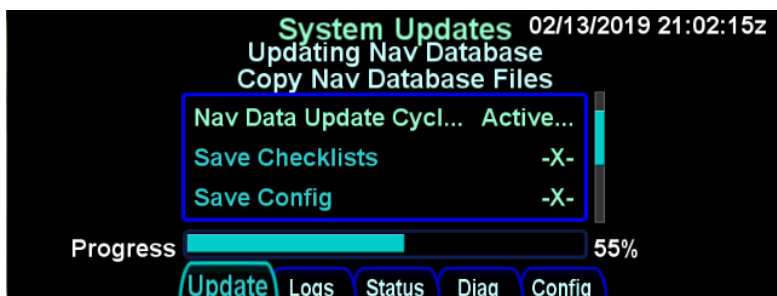 System Updates 02/13/2019 21:02:15z
Updating Nav Database
Copy Nav Database Files
Nav Data Update Cycl... Active...
Save Checklists -X-
Save Config -X-
Progress 55%
Update Logs Status Diag Config